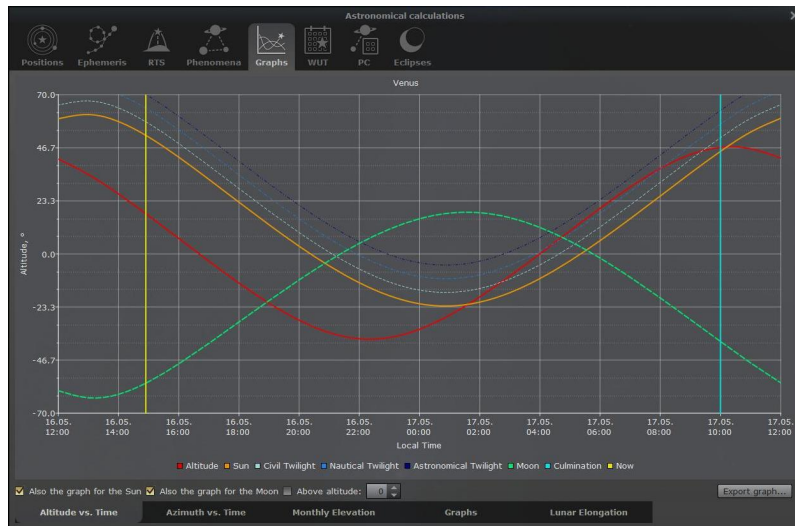 Astronomical calculations
Positions Ephemeris RTS Phenomena Graphs WUT PC Eclipses
Venus
70.0
46.7
23.3
0.0
-23.3
-46.7
-70.0
Altitude, °
16.05. 16.05. 16.05. 16.05. 16.05. 16.05. 17.05. 17.05. 17.05. 17.05. 17.05. 17.05. 17.05.
12:00 14:00 16:00 18:00 20:00 22:00 00:00 02:00 04:00 06:00 08:00 10:00 12:00
Local Time
Altitude Sun Civil Twilight Nautical Twilight Astronomical Twilight Moon Culmination Now
Also the graph for the Sun Also the graph for the Moon Above altitude: 0 Export graph...
Altitude vs. Time Azimuth vs. Time Monthly Elevation Graphs Lunar Elongation